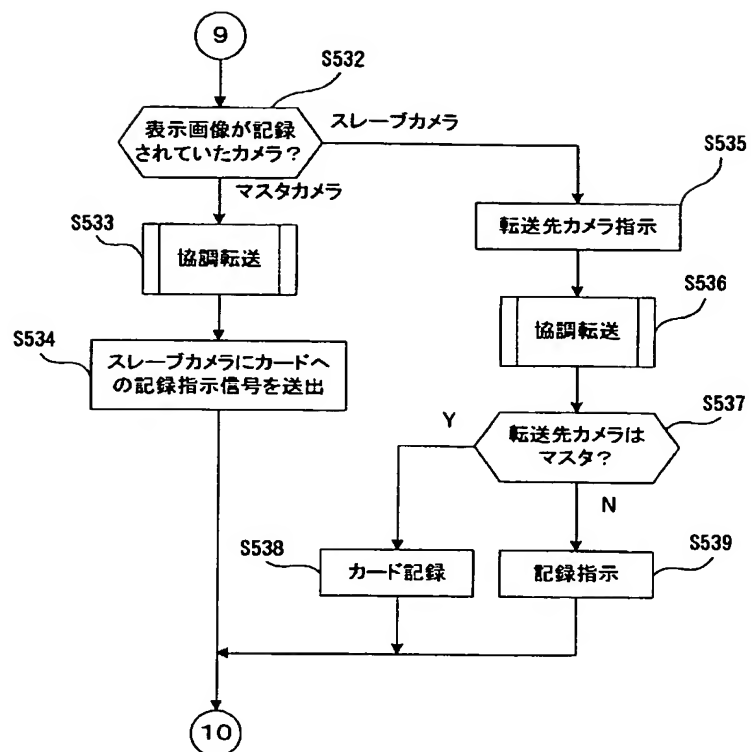 9
S532
表示画像が記録
されていたカメラ?
スレーブカメラ
マスタカメラ
S533
協調転送
S534
スレーブカメラにカードへ
の記録指示信号を送出
S535
転送先カメラ指示
S536
協調転送
S537
転送先カメラは
マスタ?
Y
N
S538
カード記録
S539
記録指示
10